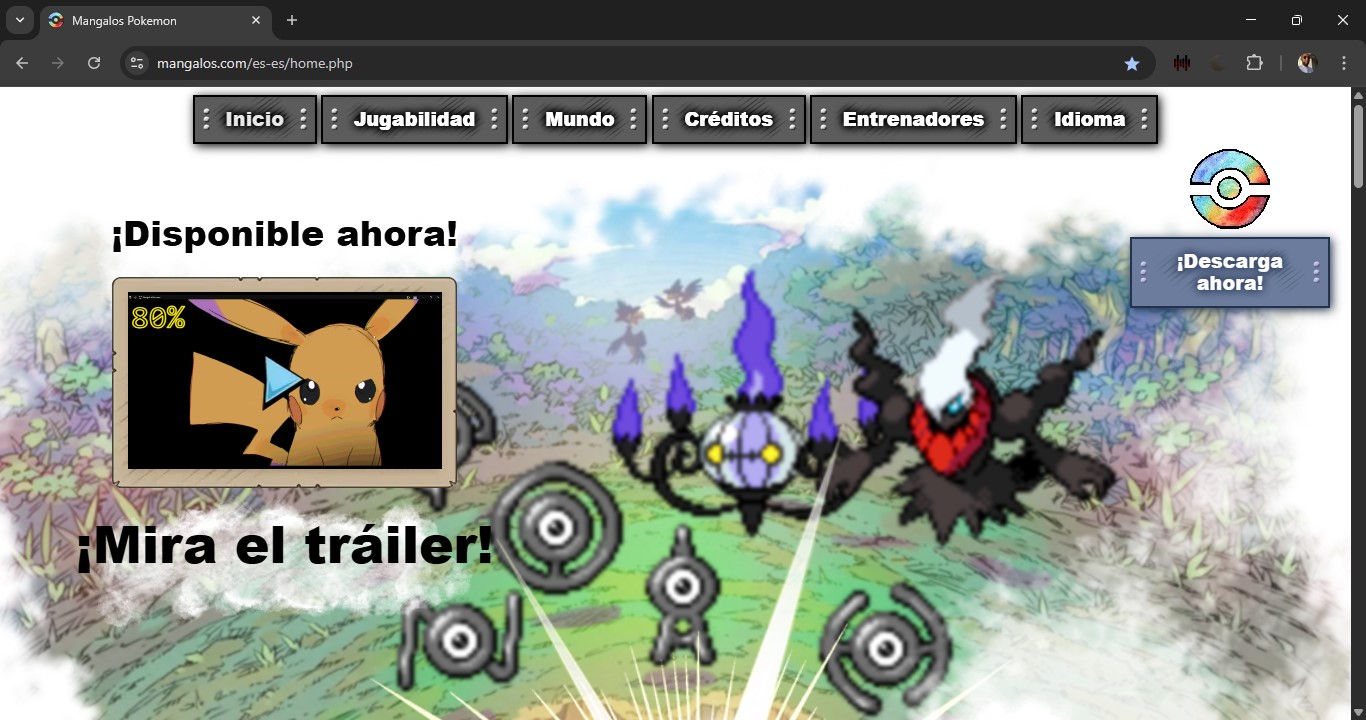 Mangalos Pokemon
mangalos.com/es-es/home.php
Inicio
Jugabilidad
Mundo
Créditos
Entrenadores
Idioma
¡Disponible ahora!
¡Descarga
ahora!
80%
¡Mira el tráiler!